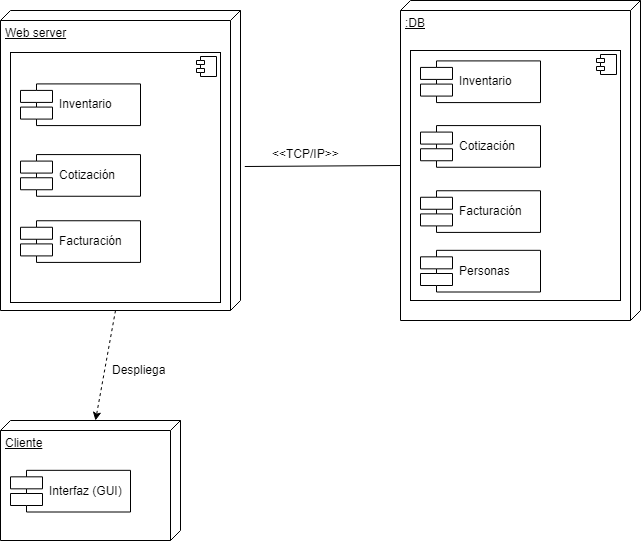 Web server
Inventario
Cotización
Facturación
<<TCP/IP>>
:DB
Inventario
Cotización
Facturación
Personas
Despliega
Cliente
Interfaz (GUI)